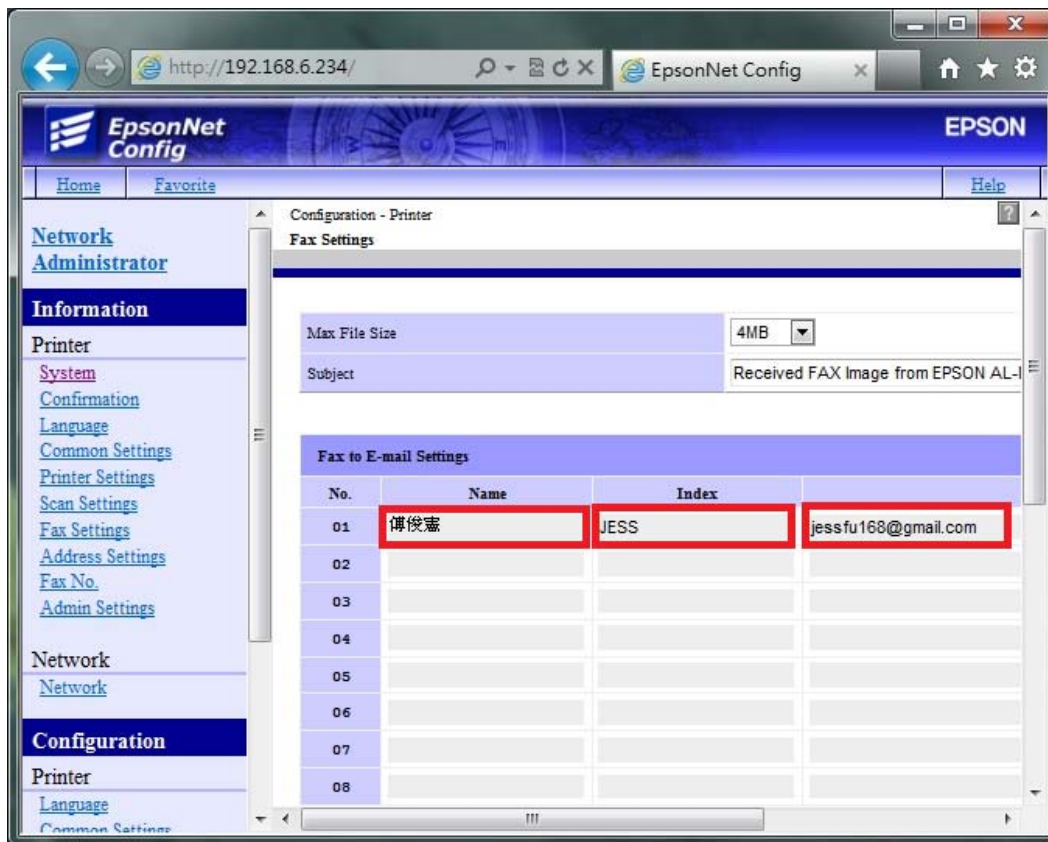 http://192.168.6.234/
EpsonNet Config
EpsonNet
Config
EPSON
Home Favorite Help
Network
Administrator
Information
Printer
System
Confirmation
Language
Common Settings
Printer Settings
Scan Settings
Fax Settings
Address Settings
Fax No.
Admin Settings
Network
Network
Configuration
Printer
Language
Common Settings
Configuration - Printer
Fax Settings
Max File Size 4MB
Subject Received FAX Image from EPSON AL-
Fax to E-mail Settings
No. Name Index
01 傅俊憲 JESS jessfu168@gmail.com
02
03
04
05
06
07
08